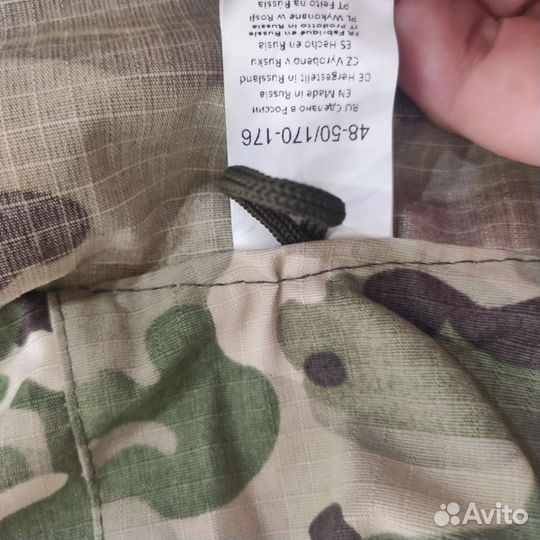 48-50/170-176
RU Сделано в России
EN Made in Russia
DE Hergestellt in Russland
CZ Vyrobeno v Rusku
ES Hecho en Rusia
FR Fabriqué en Russie
IT Prodotto in Russia
PL Wykonane w Rosji
PT Feito na Rússia
Avito